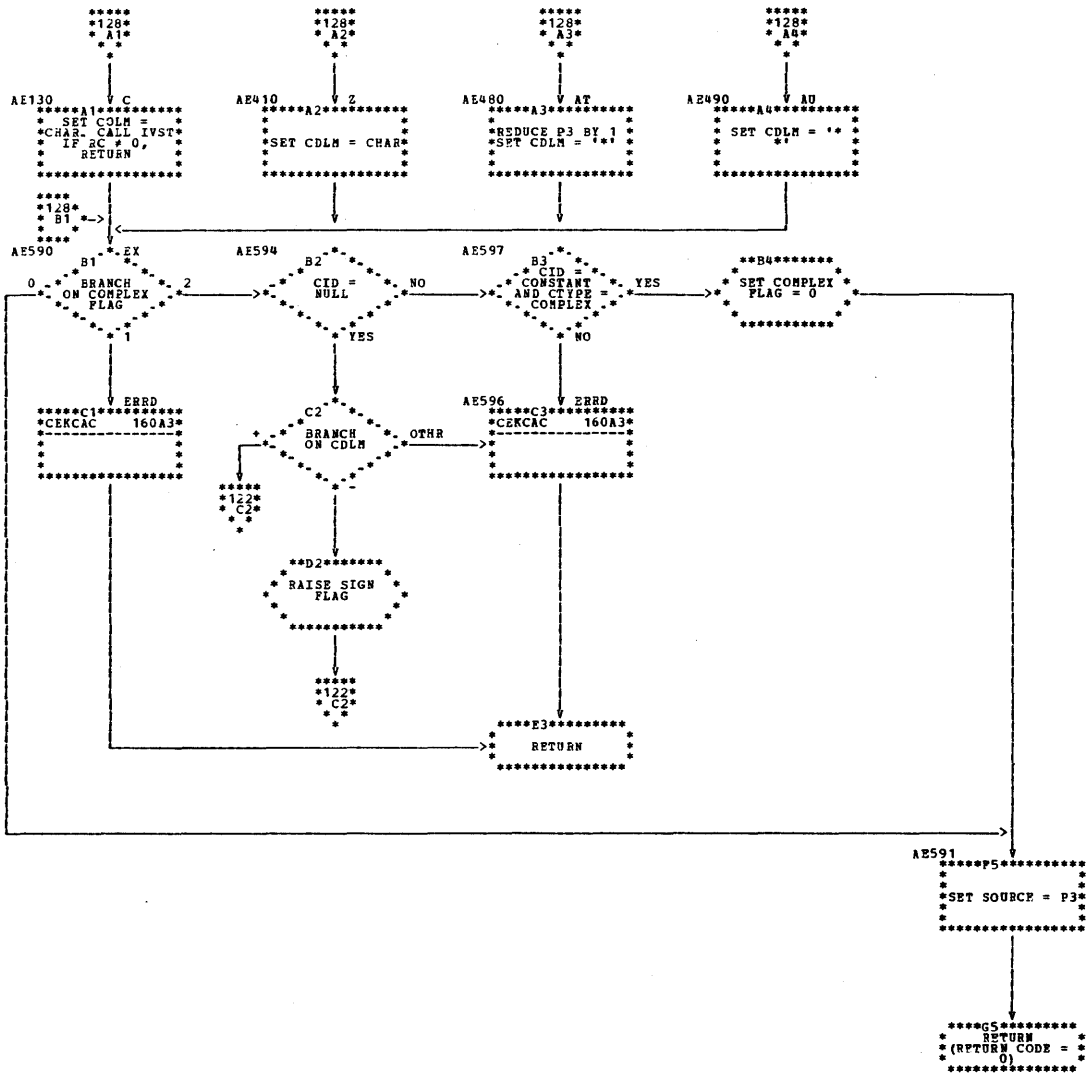 128 128 128 128
A1 A2 A3 A4
AE130 C AE410 Z AE480 AT AE490 AU
A1 A2 A3 A4
SET CDLM =
CHAR. CALL IVST
IF RC ≠ 0,
RETURN
SET CDLM = CHAR
REDUCE P3 BY 1
SET CDLM = '*'
SET CDLM = '*
*'
128
B1
AE590 EX AE594 AE597
B1
BRANCH
ON COMPLEX
FLAG
0 2
1
B2
CID =
NULL
NO
YES
B3
CID =
CONSTANT
AND CTYPE =
COMPLEX
YES
NO
B4
SET COMPLEX
FLAG = 0
ERRD
C1
CEKCAC 160A3
C2
BRANCH
ON CDLM
+ OTHR
-
AE596 ERRD
C3
CEKCAC 160A3
122
C2
D2
RAISE SIGN
FLAG
122
C2
E3
RETURN
AE591
F5
SET SOURCE = P3
G5
RETURN
(RETURN CODE =
0)